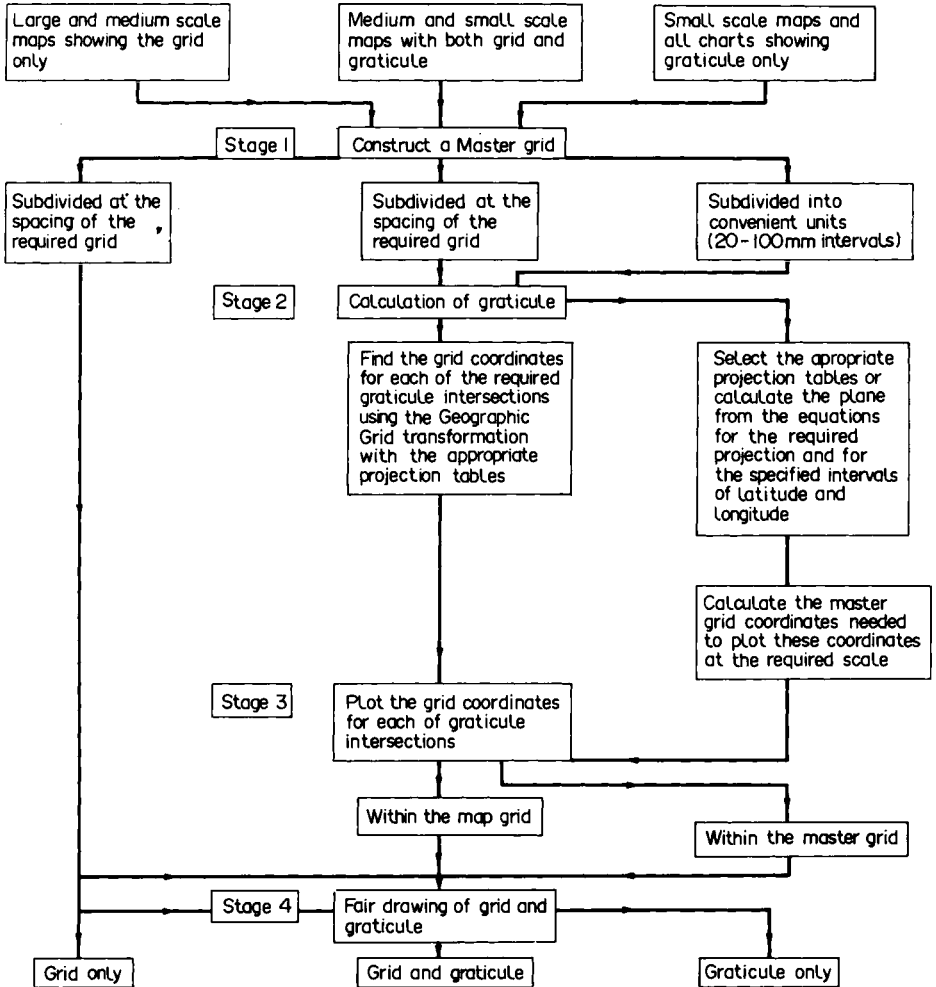 Large and medium scale
maps showing the grid
only
Medium and small scale
maps with both grid and
graticule
Small scale maps and
all charts showing
graticule only
Stage 1
Construct a Master grid
Subdivided at the
spacing of the
required grid
Subdivided at the
spacing of the
required grid
Subdivided into
convenient units
(20-100mm intervals)
Stage 2
Calculation of graticule
Find the grid coordinates
for each of the required
graticule intersections
using the Geographic
Grid transformation
with the appropriate
projection tables
Select the apropriate
projection tables or
calculate the plane
from the equations
for the required
projection and for
the specified intervals
of latitude and
longitude
Calculate the master
grid coordinates needed
to plot these coordinates
at the required scale
Stage 3
Plot the grid coordinates
for each of graticule
intersections
Within the map grid
Within the master grid
Stage 4
Fair drawing of grid and
graticule
Grid only
Grid and graticule
Graticule only